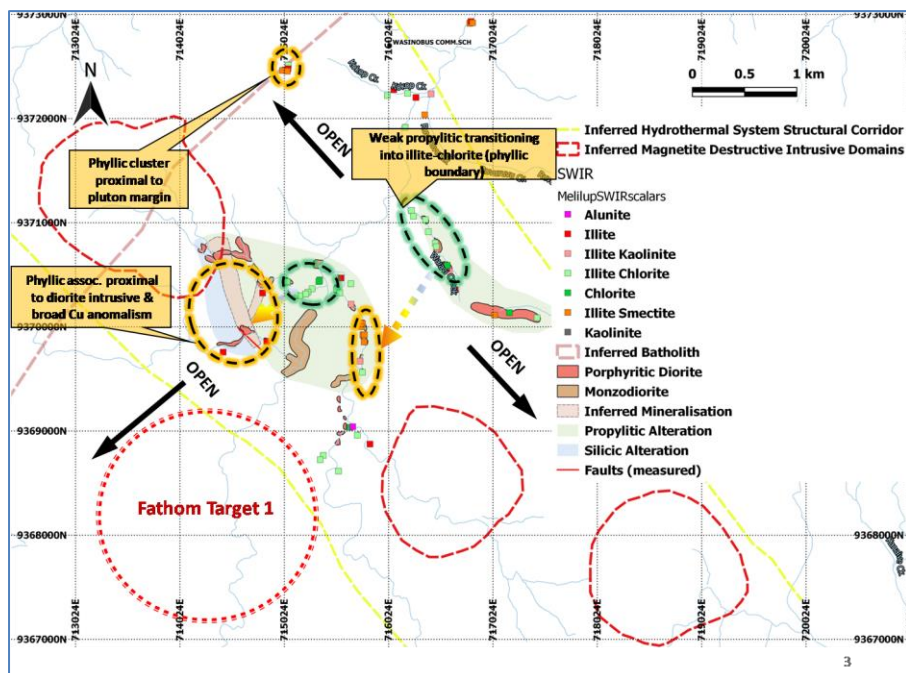 9373000N
713024E
714024E
715024E
716024E
717024E
718024E
719024E
720024E
9373000N
WASINOBUS COMM.SCH
N
0
0.5
1 km
9372000N
OPEN
Weak propylitic transitioning
into illite-chlorite (phyllic
boundary)
Phyllic cluster
proximal to
pluton margin
Inferred Hydrothermal System Structural Corridor
Inferred Magnetite Destructive Intrusive Domains
SWIR
MelilupSWIRscalars
Alunite
Illite
Illite Kaolinite
Illite Chlorite
Chlorite
Illite Smectite
Kaolinite
Inferred Batholith
Porphyritic Diorite
Monzodiorite
Inferred Mineralisation
Propylitic Alteration
Silicic Alteration
Faults (measured)
9371000N
Phyllic assoc. proximal
to diorite intrusive &
broad Cu anomalism
9370000N
OPEN
OPEN
9369000N
Fathom Target 1
9368000N
9368000N
9367000N
9367000N
713024E
714024E
715024E
716024E
717024E
718024E
719024E
720024E
3